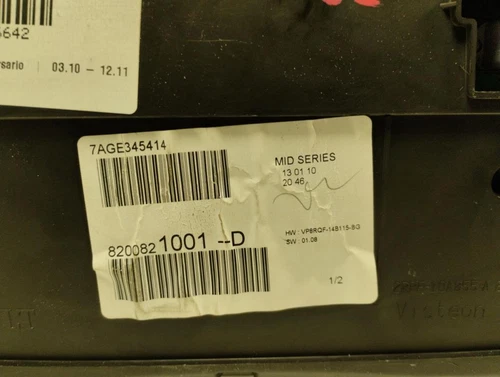 6642
rsario | 03.10 – 12.11
7AGE345414
MID SERIES
13 01 10
20 46
HW : VP8RQF-14B115-BG
SW : 01.08
8200821001 --D
1/2
Visteon